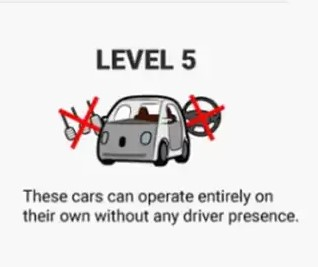 LEVEL 5
These cars can operate entirely on
their own without any driver presence.